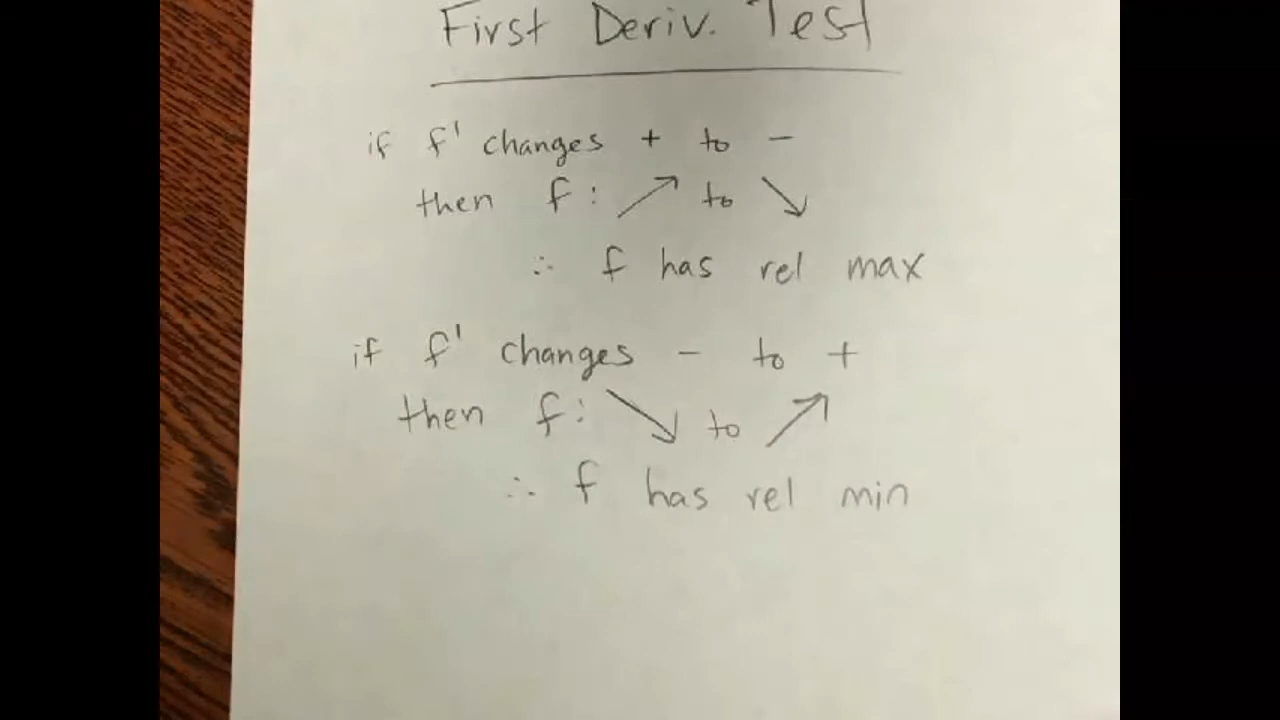 First Deriv. Test
if f' changes + to -
then f: ↗ to ↘
∴ f has rel max
if f' changes - to +
then f: ↘ to ↗
∴ f has rel min